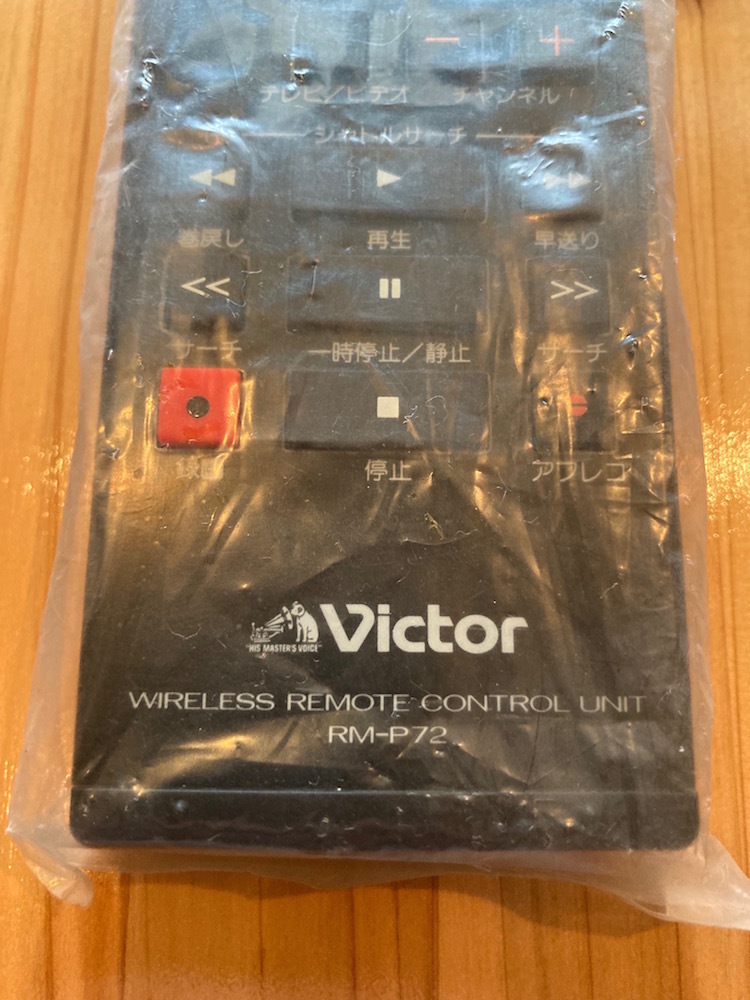 − +
テレビ/ビデオ チャンネル
シャトルサーチ
巻戻し 再生 早送り
サーチ 一時停止/静止 サーチ
録画 停止 アフレコ
"HIS MASTER'S VOICE" Victor
WIRELESS REMOTE CONTROL UNIT
RM-P72